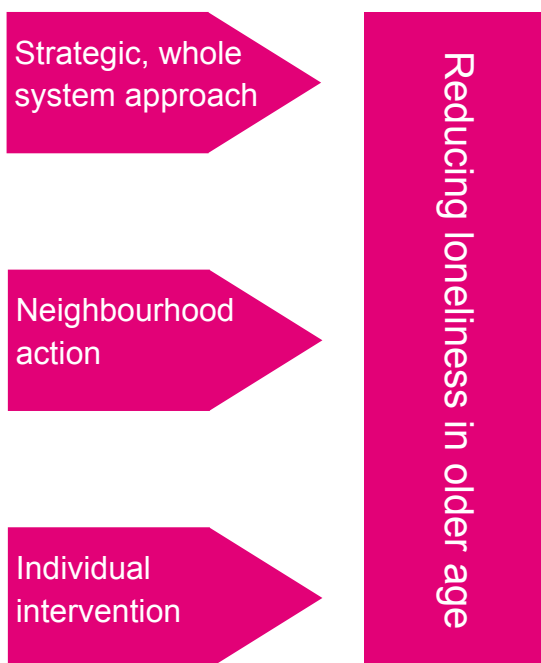 Strategic, whole
system approach
Neighbourhood
action
Individual
intervention
Reducing loneliness in older age